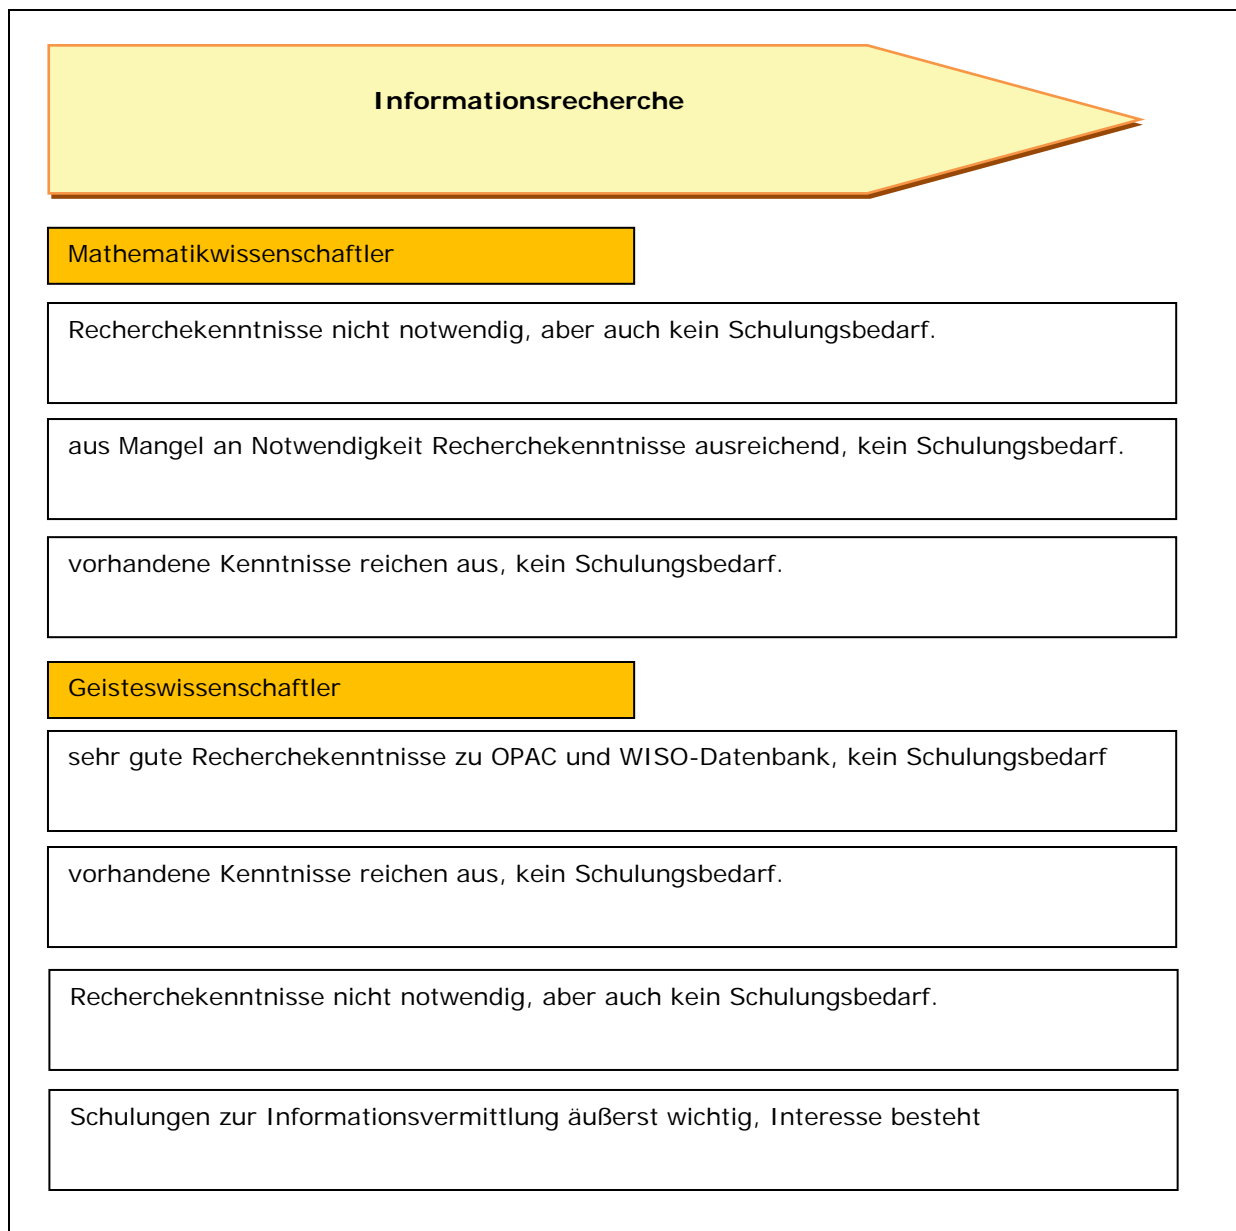 Informationsrecherche
Mathematikwissenschaftler
Recherchekenntnisse nicht notwendig, aber auch kein Schulungsbedarf.
aus Mangel an Notwendigkeit Recherchekenntnisse ausreichend, kein Schulungsbedarf.
vorhandene Kenntnisse reichen aus, kein Schulungsbedarf.
Geisteswissenschaftler
sehr gute Recherchekenntnisse zu OPAC und WISO-Datenbank, kein Schulungsbedarf
vorhandene Kenntnisse reichen aus, kein Schulungsbedarf.
Recherchekenntnisse nicht notwendig, aber auch kein Schulungsbedarf.
Schulungen zur Informationsvermittlung äußerst wichtig, Interesse besteht